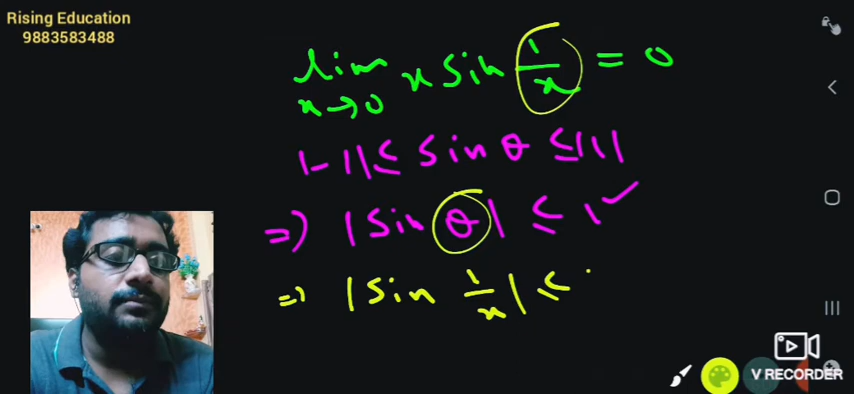 Rising Education
9883583488
lim x→0 x sin 1/x = 0
|-1| ≤ sin θ ≤ |1|
⇒ |sin θ| ≤ 1 ✓
⇒ |sin 1/x| ≤
V RECORDER